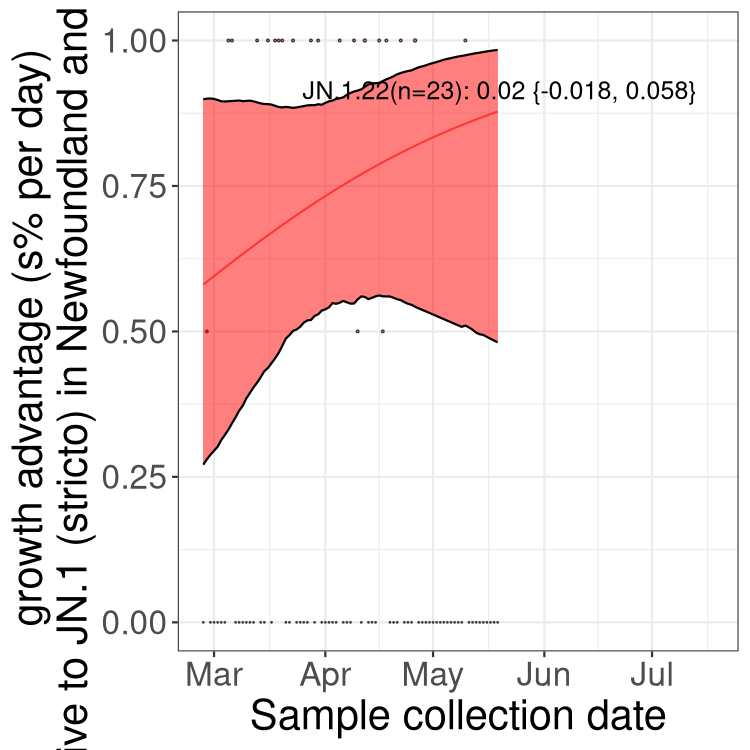 growth advantage (s% per day)
ive to JN.1 (stricto) in Newfoundland and
1.00
0.75
0.50
0.25
0.00
JN.1.22(n=23): 0.02 {-0.018, 0.058}
Mar Apr May Jun Jul
Sample collection date